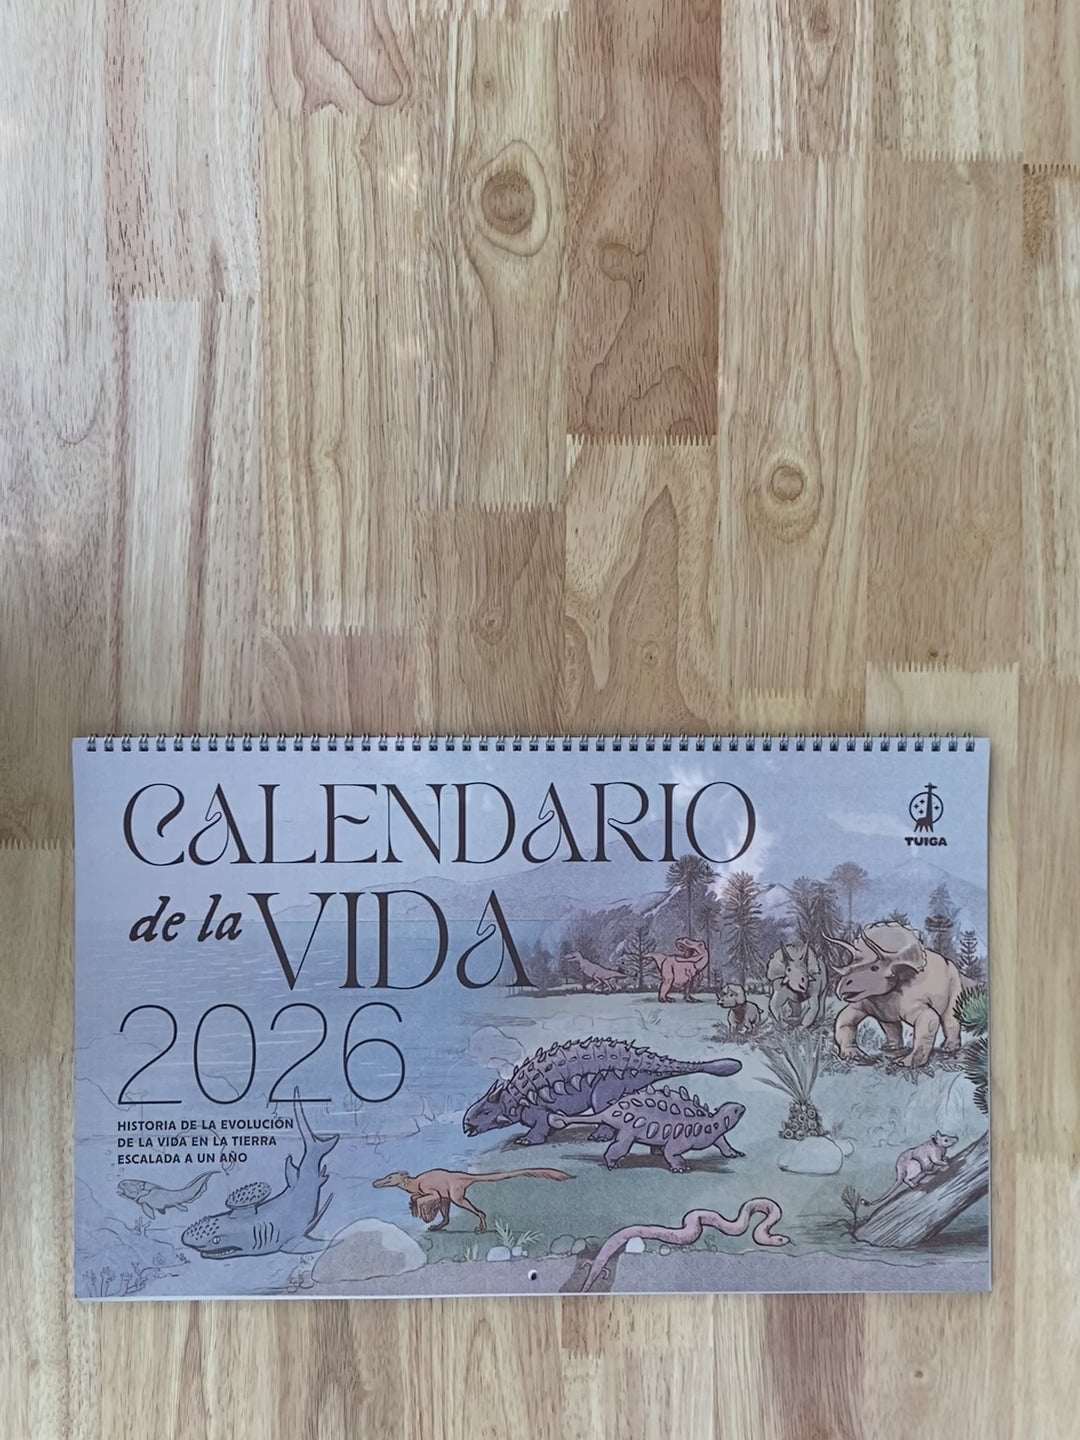 CALENDARIO
de la VIDA
2026
HISTORIA DE LA EVOLUCIÓN
DE LA VIDA EN LA TIERRA
ESCALADA A UN AÑO
TUIGA